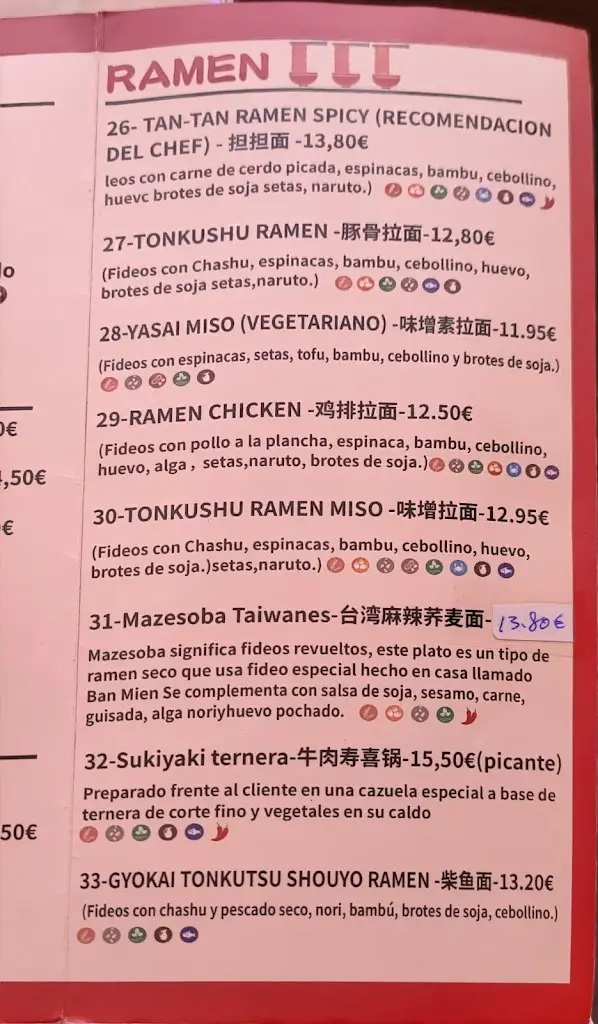 RAMEN
26- TAN-TAN RAMEN SPICY (RECOMENDACION
DEL CHEF) - 担担面 -13,80€
leos con carne de cerdo picada, espinacas, bambu, cebollino,
huevc brotes de soja setas, naruto.)
27-TONKUSHU RAMEN -豚骨拉面-12,80€
(Fideos con Chashu, espinacas, bambu, cebollino, huevo,
brotes de soja setas,naruto.)
28-YASAI MISO (VEGETARIANO) -味增素拉面-11.95€
(Fideos con espinacas, setas, tofu, bambu, cebollino y brotes de soja.)
29-RAMEN CHICKEN -鸡排拉面-12.50€
(Fideos con pollo a la plancha, espinaca, bambu, cebollino,
huevo, alga, setas,naruto, brotes de soja.)
30-TONKUSHU RAMEN MISO -味增拉面-12.95€
(Fideos con Chashu, espinacas, bambu, cebollino, huevo,
brotes de soja.)setas,naruto.)
31-Mazesoba Taiwanes-台湾麻辣荞麦面- 13.80€
Mazesoba significa fideos revueltos, este plato es un tipo de
ramen seco que usa fideo especial hecho en casa llamado
Ban Mien Se complementa con salsa de soja, sesamo, carne,
guisada, alga noriyhuevo pochado.
32-Sukiyaki ternera-牛肉寿喜锅-15,50€(picante)
Preparado frente al cliente en una cazuela especial a base de
ternera de corte fino y vegetales en su caldo
33-GYOKAI TONKUTSU SHOUYO RAMEN -柴鱼面-13.20€
(Fideos con chashu y pescado seco, nori, bambú, brotes de soja, cebollino.)
lo
0€
,50€
€
50€